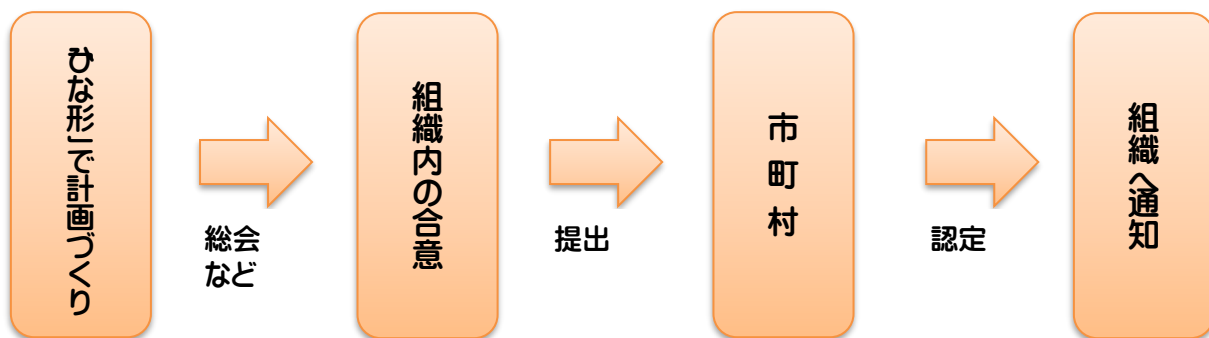 ひな形」で計画づくり
総会
など
組織内の合意
提出
市町村
認定
組織へ通知